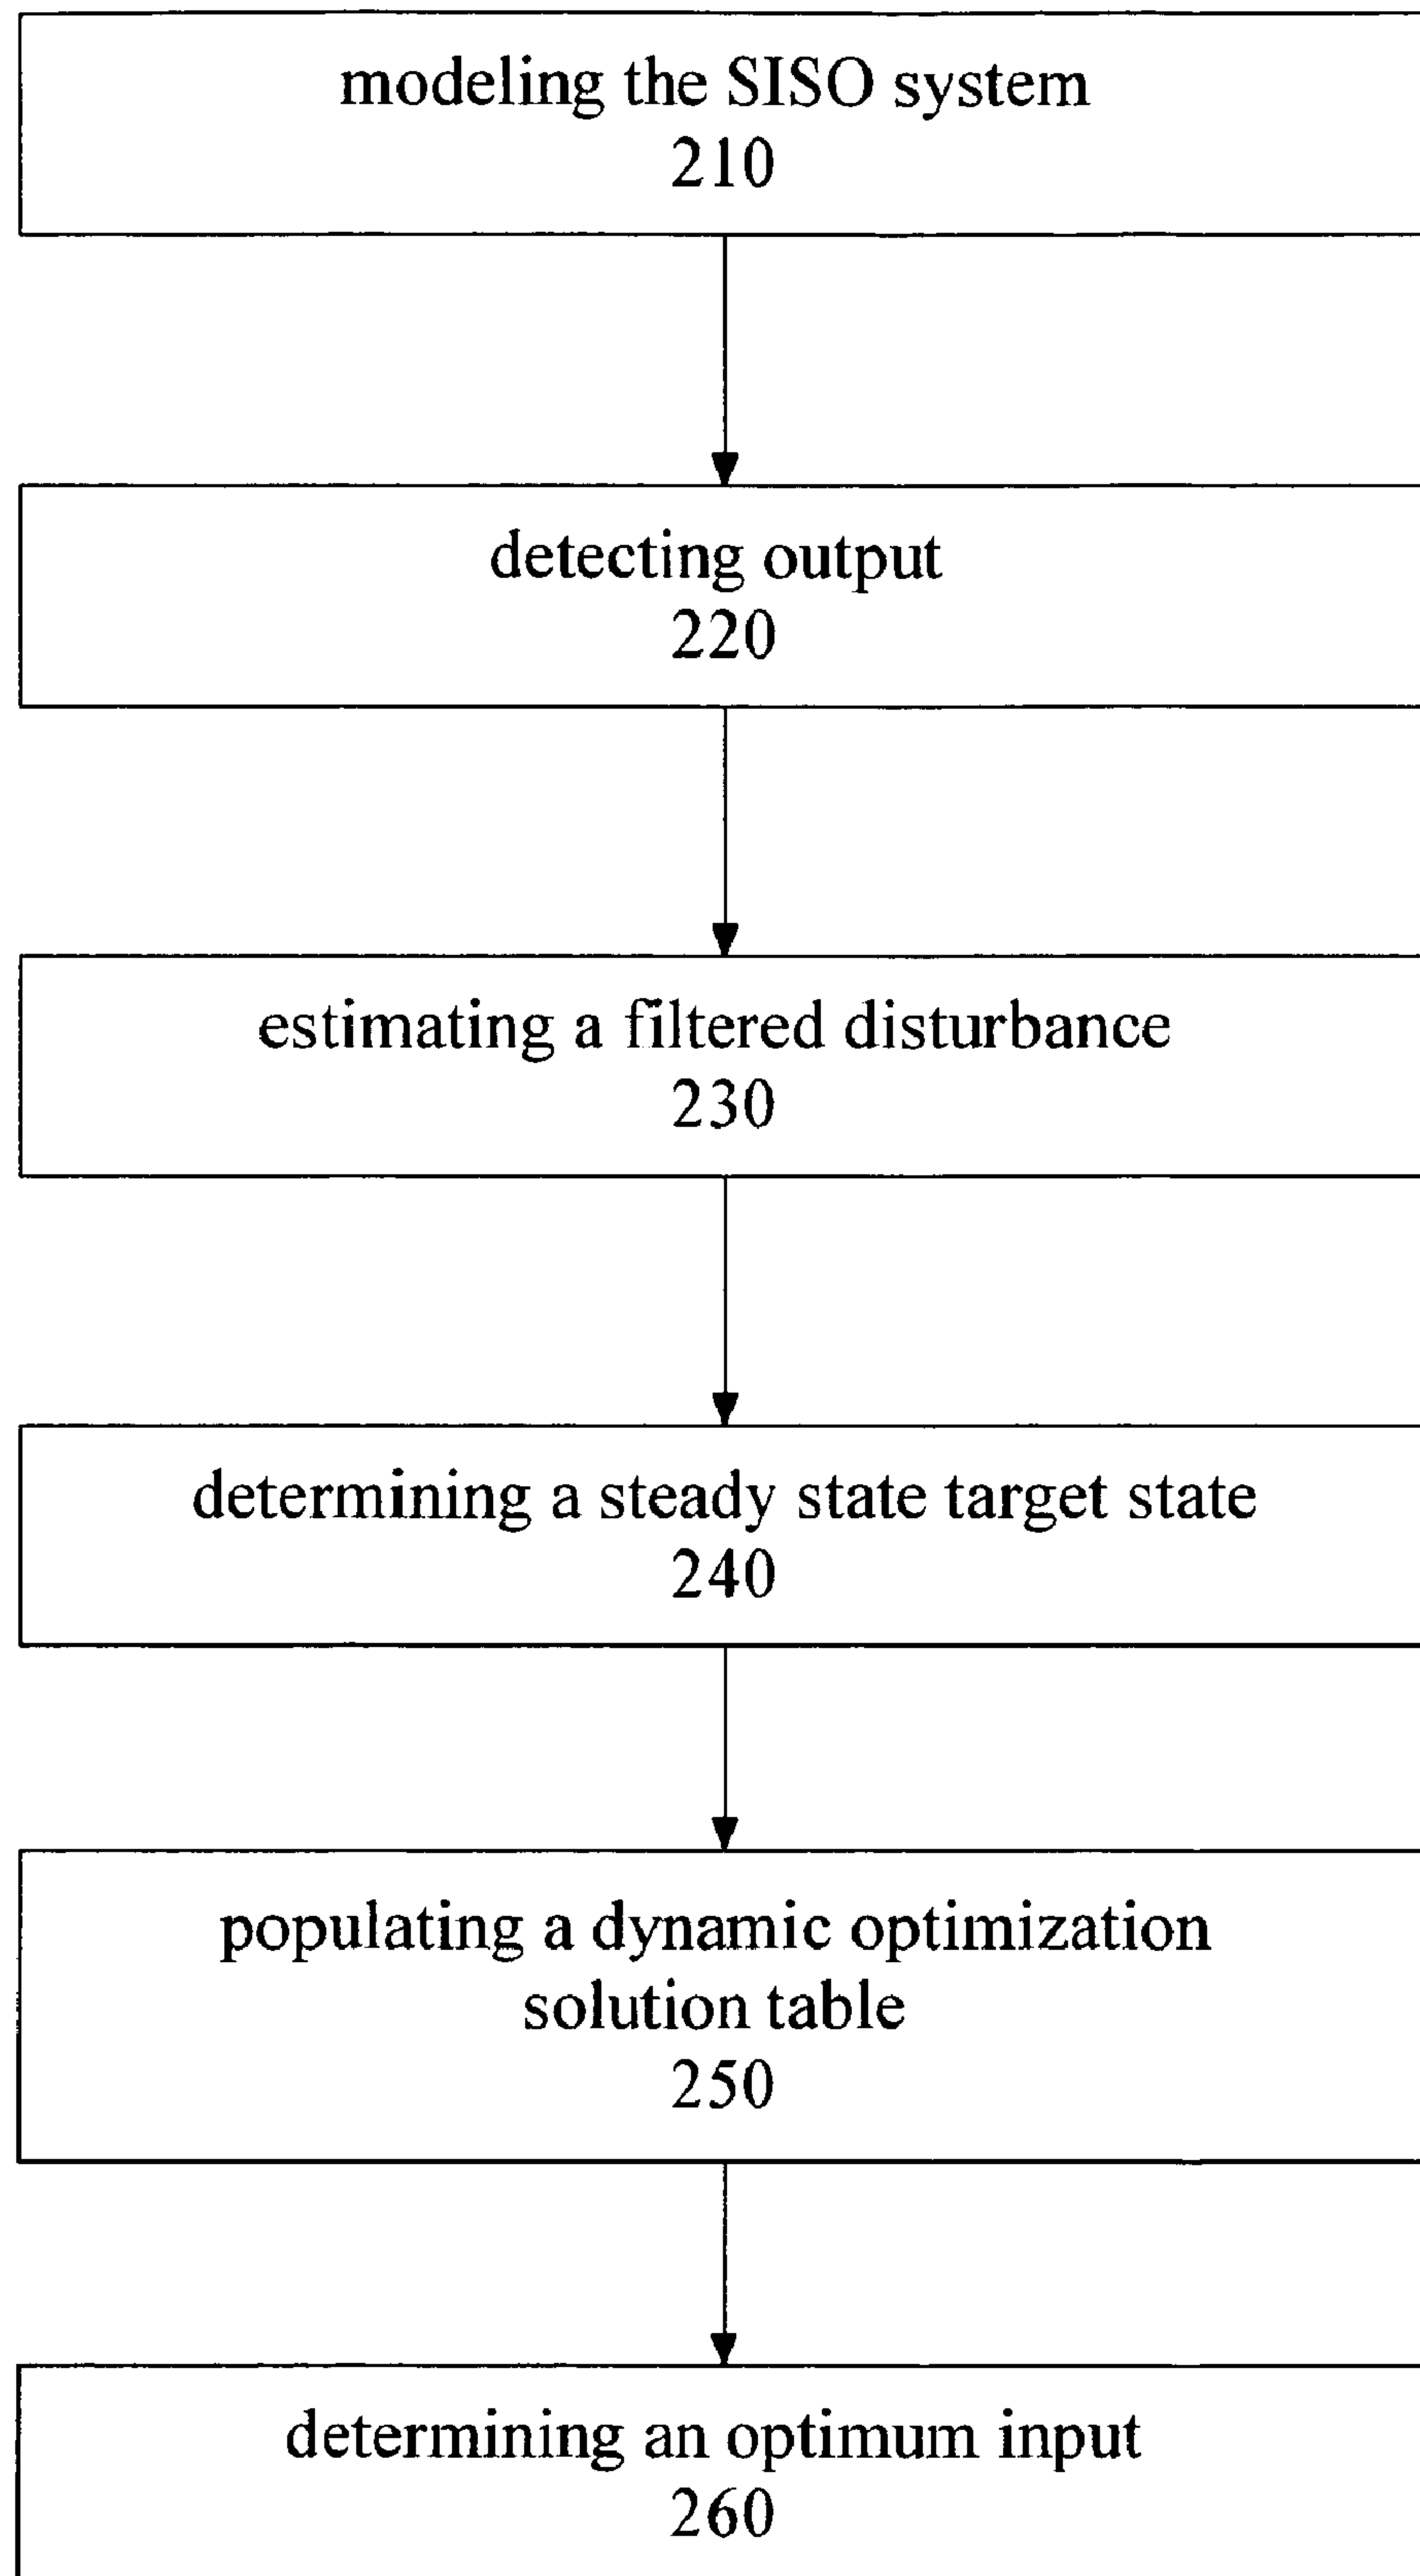 modeling the SISO system
210
detecting output
220
estimating a filtered disturbance
230
determining a steady state target state
240
populating a dynamic optimization
solution table
250
determining an optimum input
260